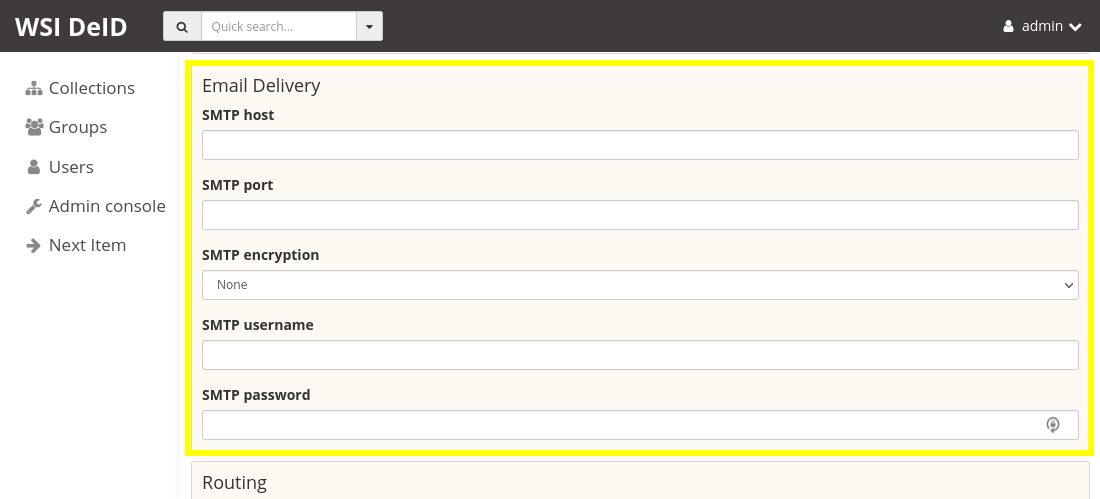 WSI DeID
Quick search...
admin
Collections
Groups
Users
Admin console
Next Item
Email Delivery
SMTP host
SMTP port
SMTP encryption
None
SMTP username
SMTP password
Routing